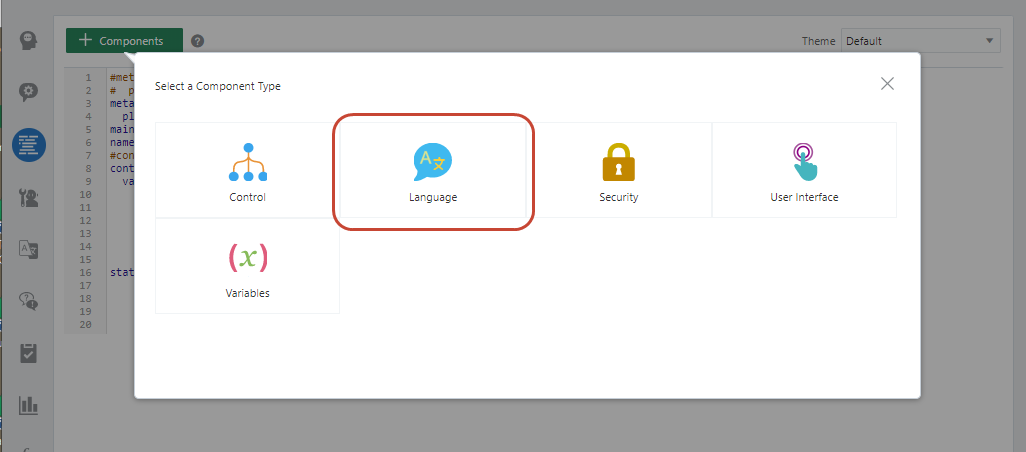 + Components ?
Theme Default
Select a Component Type
1 #met
2 # p
3 meta
4 pl
5 main
6 name
7 #con
8 cont
9 va
10
11
12
13
14
15
16 stat
17
18
19
20
Control
Language
Security
User Interface
(x)
Variables